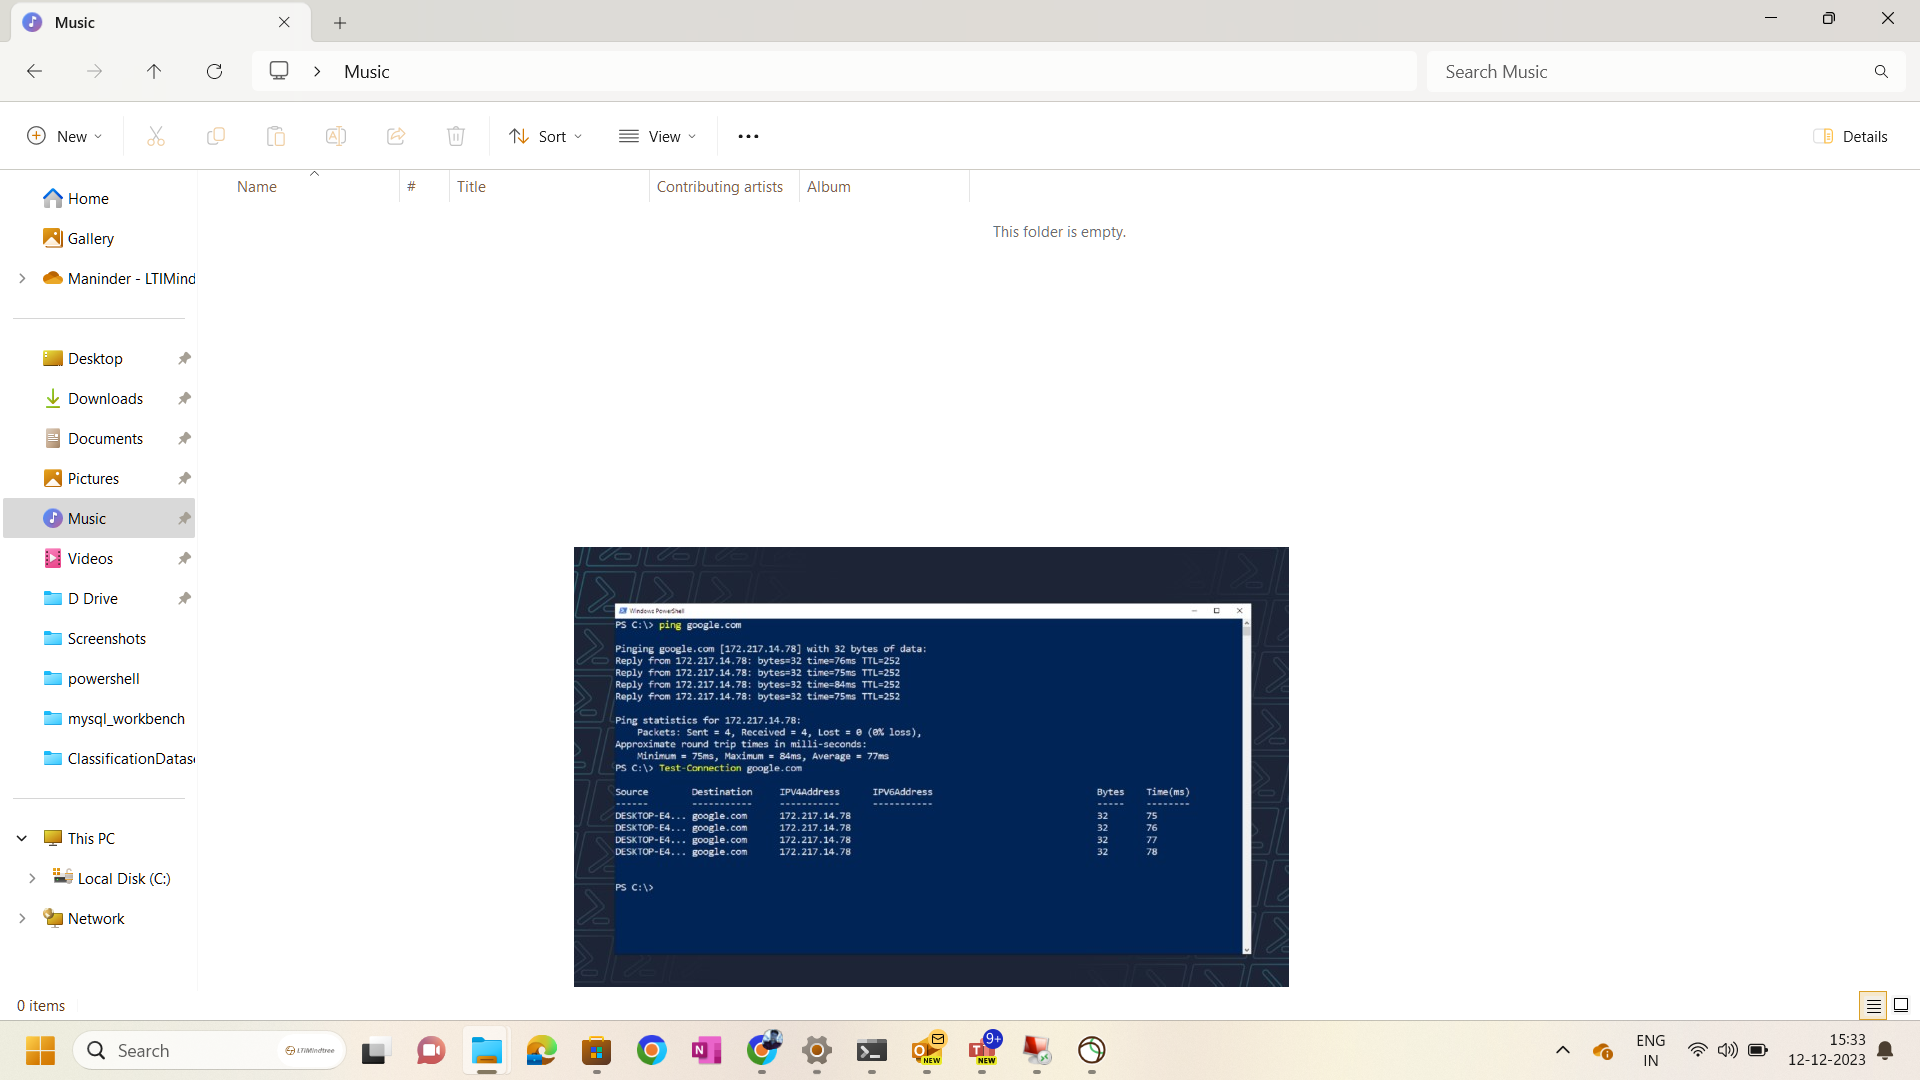 Music
Music
Search Music
New
Sort
View
Details
Name # Title Contributing artists Album
This folder is empty.
Home
Gallery
Maninder - LTIMind
Desktop
Downloads
Documents
Pictures
Music
Videos
D Drive
Screenshots
powershell
mysql_workbench
ClassificationDatas
This PC
Local Disk (C:)
Network
Windows PowerShell
PS C:\> ping google.com
Pinging google.com [172.217.14.78] with 32 bytes of data:
Reply from 172.217.14.78: bytes=32 time=76ms TTL=252
Reply from 172.217.14.78: bytes=32 time=75ms TTL=252
Reply from 172.217.14.78: bytes=32 time=84ms TTL=252
Reply from 172.217.14.78: bytes=32 time=75ms TTL=252
Ping statistics for 172.217.14.78:
Packets: Sent = 4, Received = 4, Lost = 0 (0% loss),
Approximate round trip times in milli-seconds:
Minimum = 75ms, Maximum = 84ms, Average = 77ms
PS C:\> Test-Connection google.com
Source Destination IPV4Address IPV6Address Bytes Time(ms)
------ ----------- ----------- ----------- ----- --------
DESKTOP-E4... google.com 172.217.14.78 32 75
DESKTOP-E4... google.com 172.217.14.78 32 76
DESKTOP-E4... google.com 172.217.14.78 32 77
DESKTOP-E4... google.com 172.217.14.78 32 78
PS C:\>
0 items
Search
LTIMindtree
NEW
9+
NEW
ENG
IN
15:33
12-12-2023